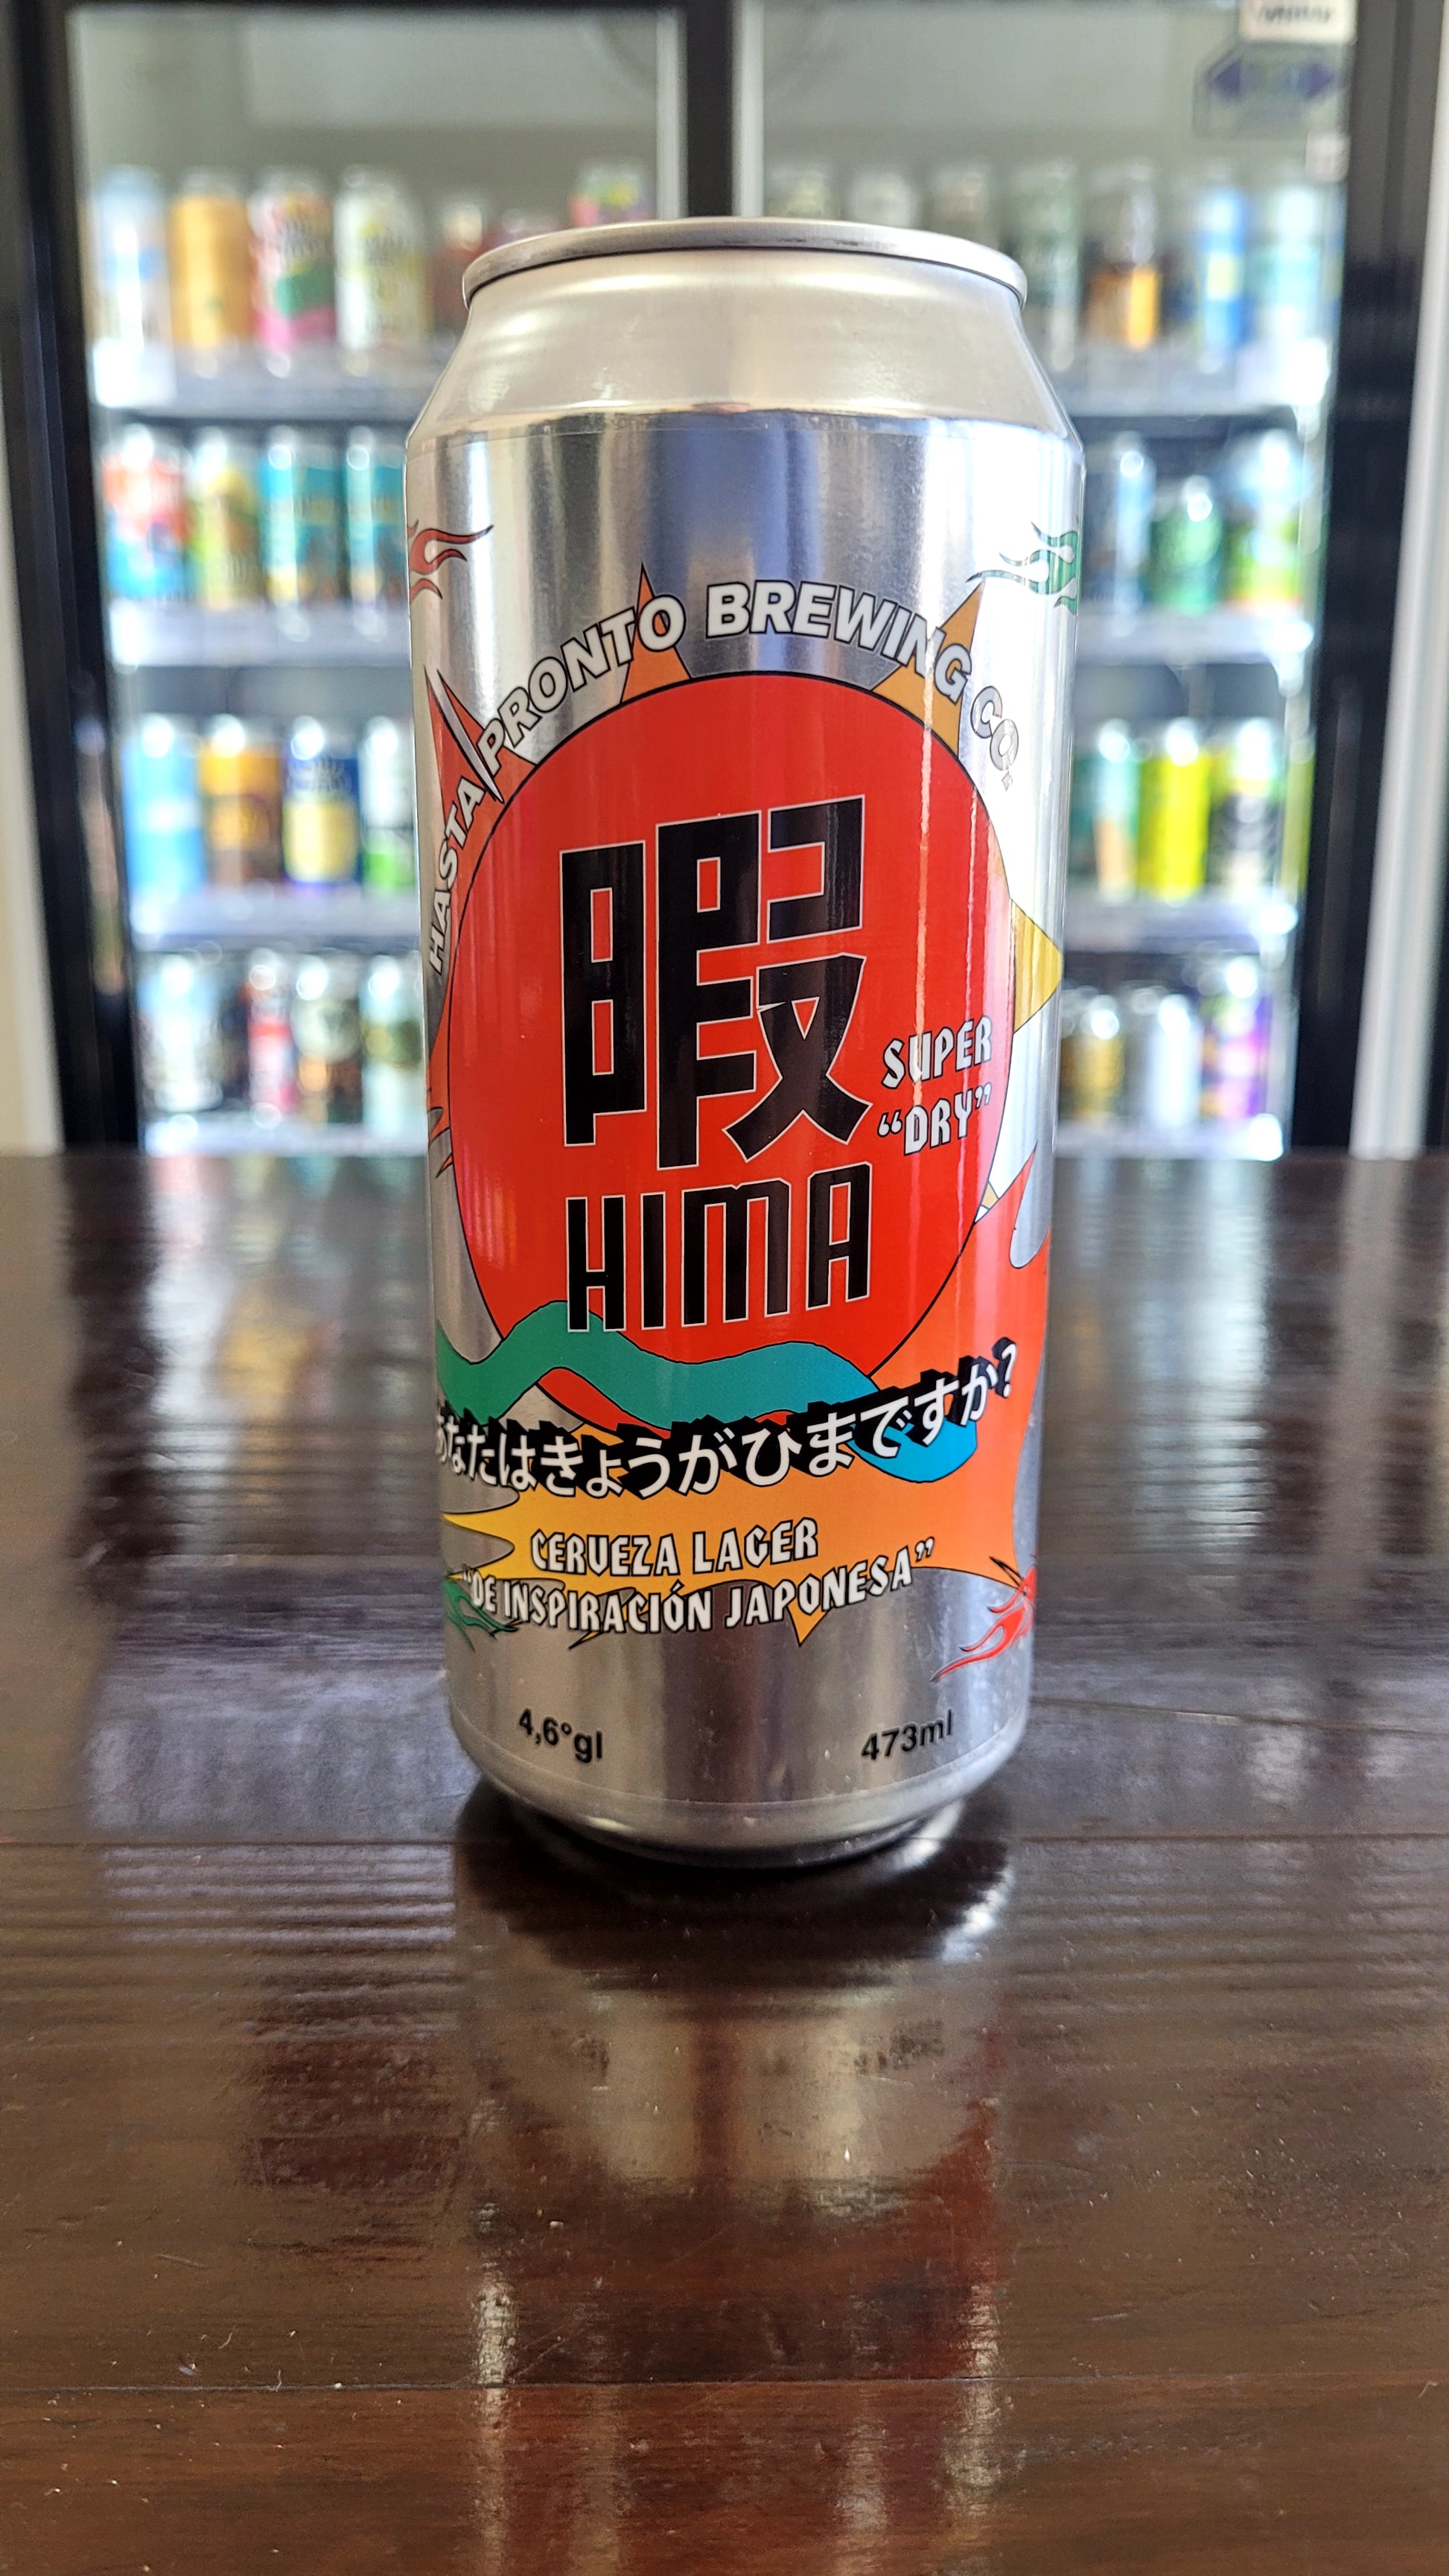 HASTA PRONTO BREWING CO.
暇
SUPER
“DRY”
HIMA
あなたはきょうがひまですか?
CERVEZA LAGER
“DE INSPIRACIÓN JAPONESA”
4,6°gl
473ml